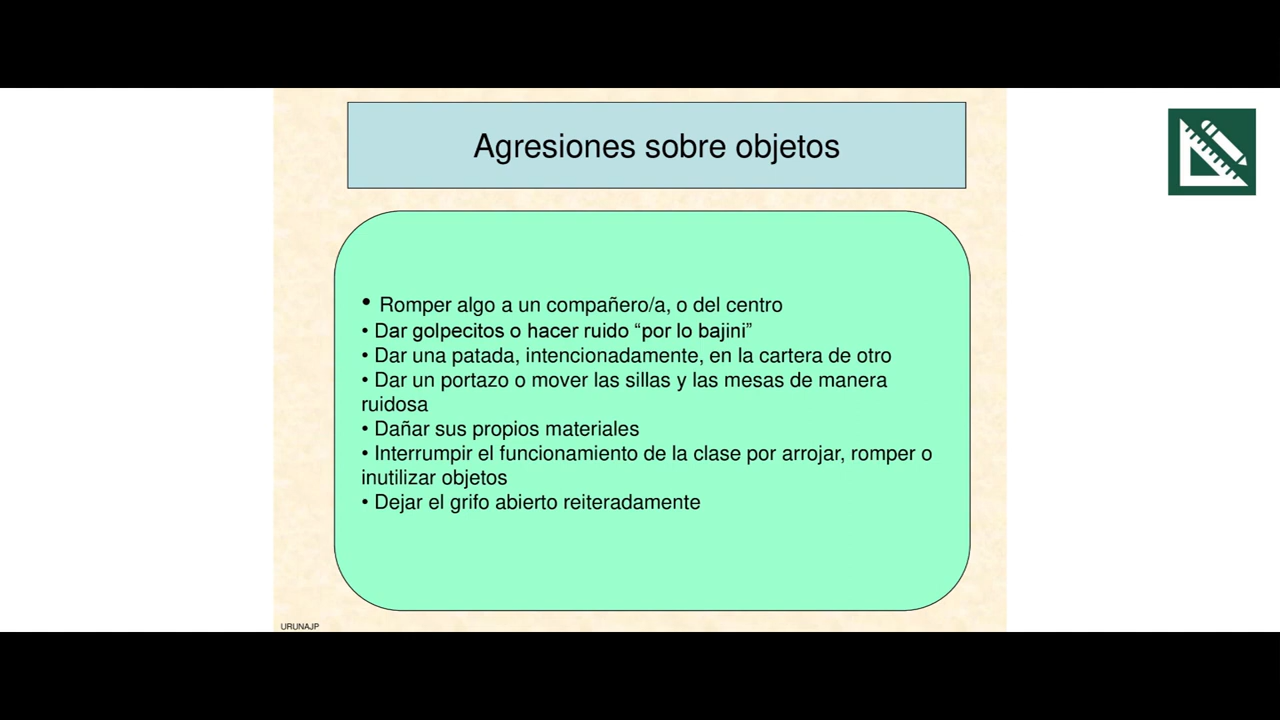 Agresiones sobre objetos
• Romper algo a un compañero/a, o del centro
• Dar golpecitos o hacer ruido “por lo bajini”
• Dar una patada, intencionadamente, en la cartera de otro
• Dar un portazo o mover las sillas y las mesas de manera
ruidosa
• Dañar sus propios materiales
• Interrumpir el funcionamiento de la clase por arrojar, romper o
inutilizar objetos
• Dejar el grifo abierto reiteradamente
URUNAJP